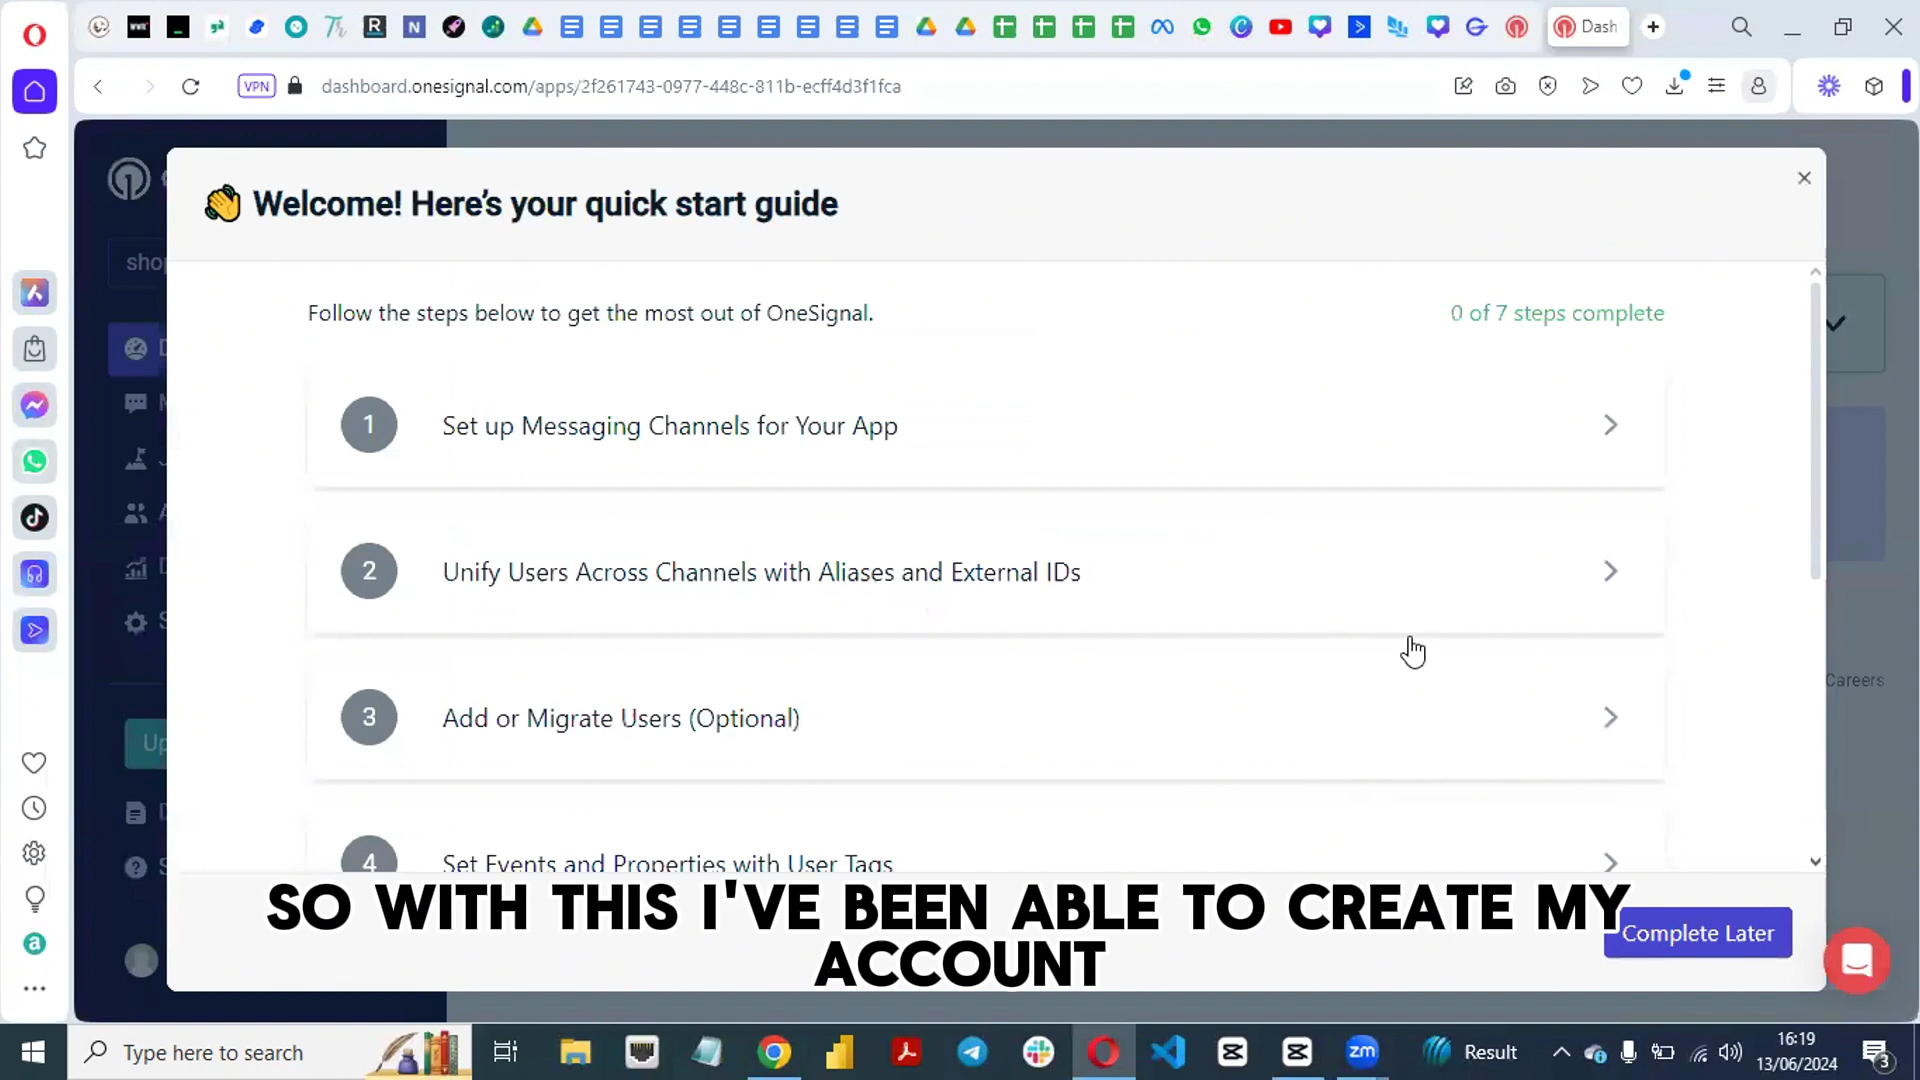 Dash
VPN
dashboard.onesignal.com/apps/2f261743-0977-448c-811b-ecff4d3f1fca
👋 Welcome! Here's your quick start guide
shop
Follow the steps below to get the most out of OneSignal.
0 of 7 steps complete
1 Set up Messaging Channels for Your App
2 Unify Users Across Channels with Aliases and External IDs
Careers
3 Add or Migrate Users (Optional)
Up
4 Set Events and Properties with User Tags
SO WITH THIS I'VE BEEN ABLE TO CREATE MY
ACCOUNT
Complete Later
Type here to search
zm
Result
16:19
13/06/2024
3